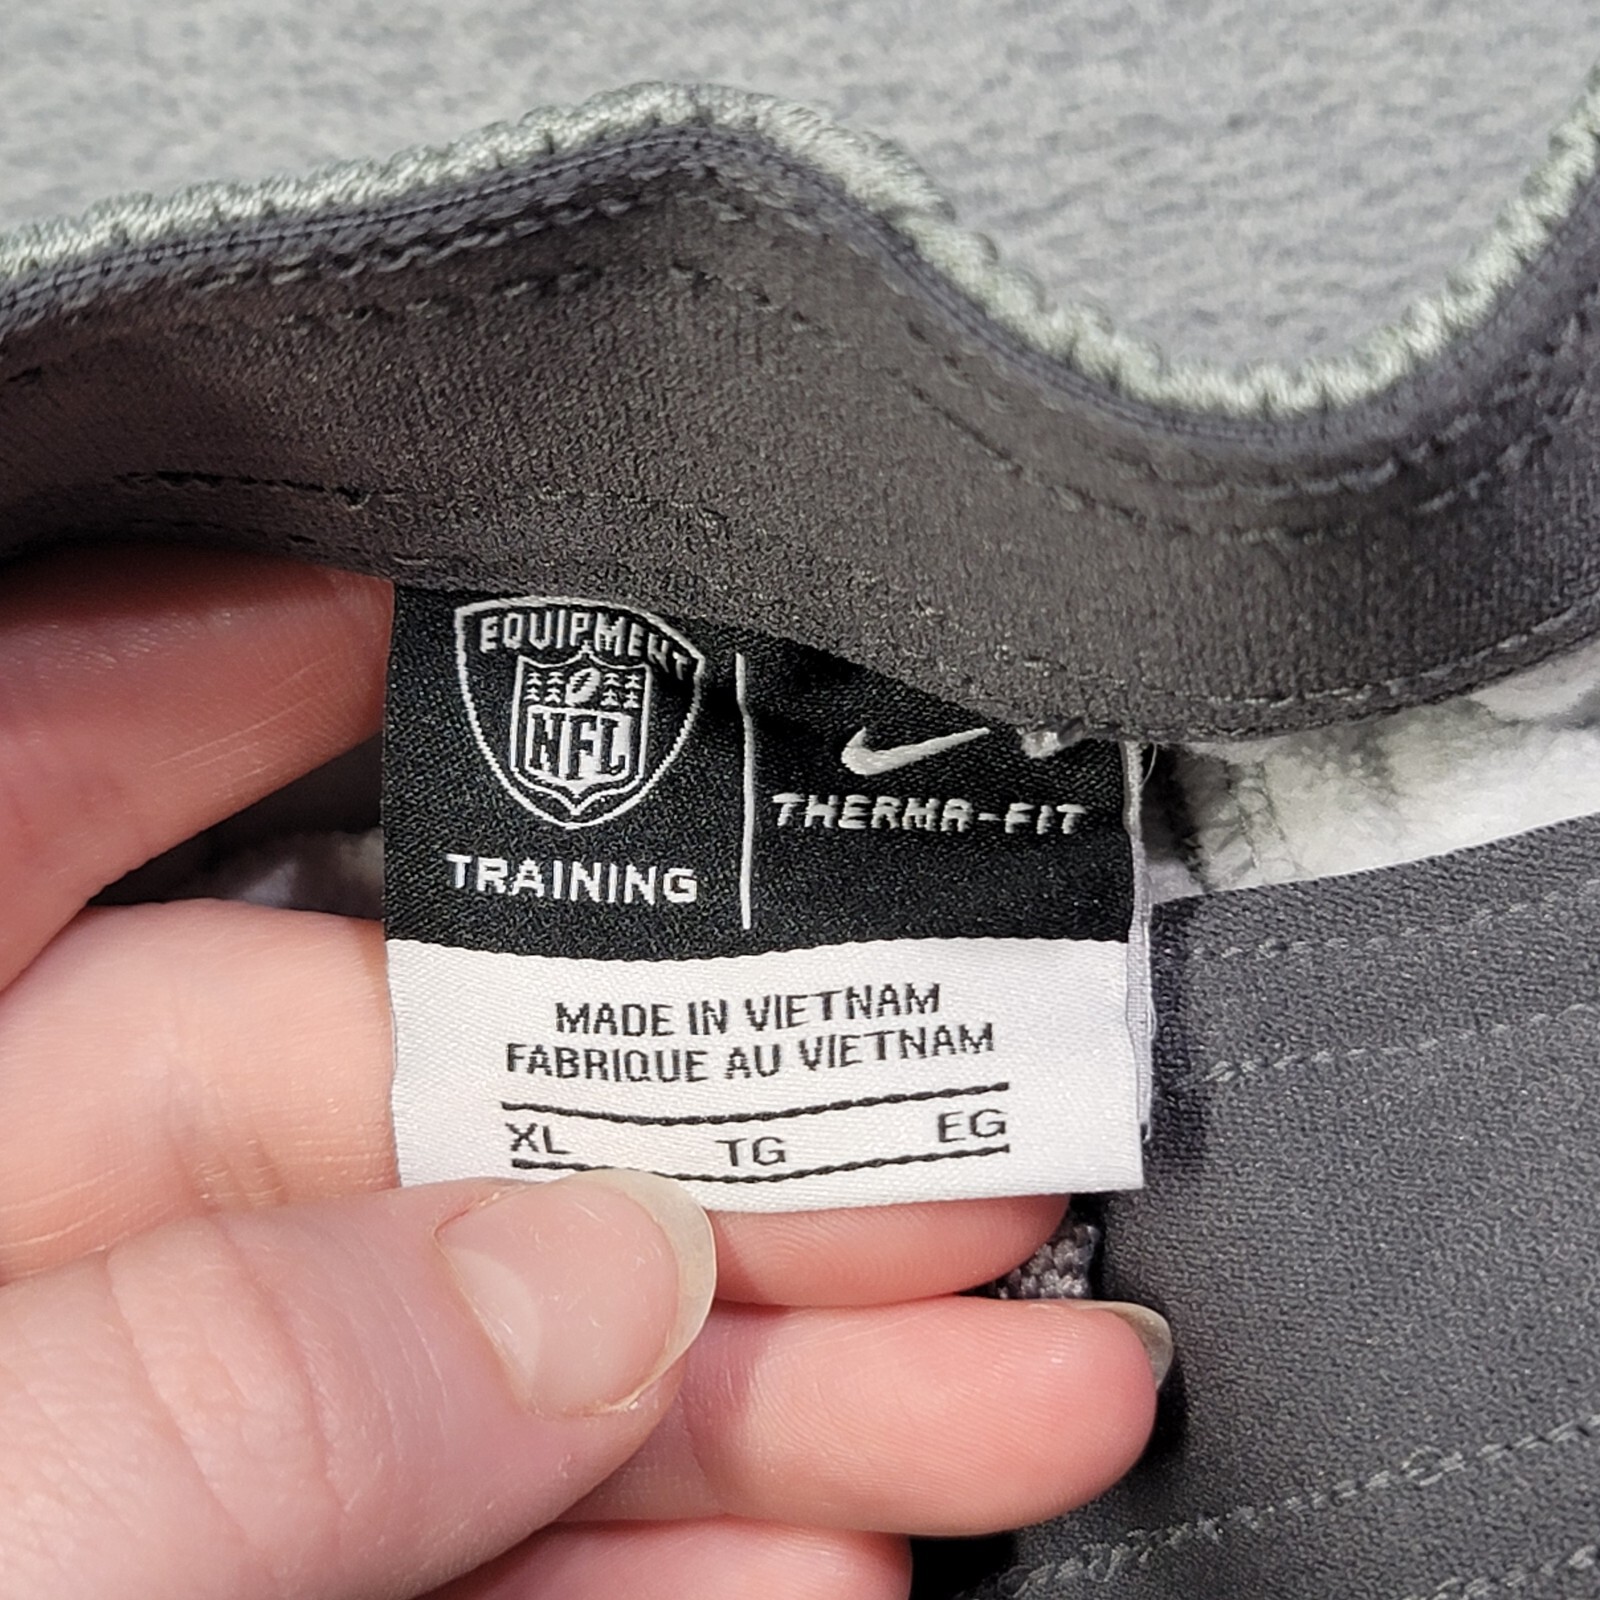 EQUIPMENT
NFL
TRAINING
THERMA-FIT
MADE IN VIETNAM
FABRIQUE AU VIETNAM
XL TG EG